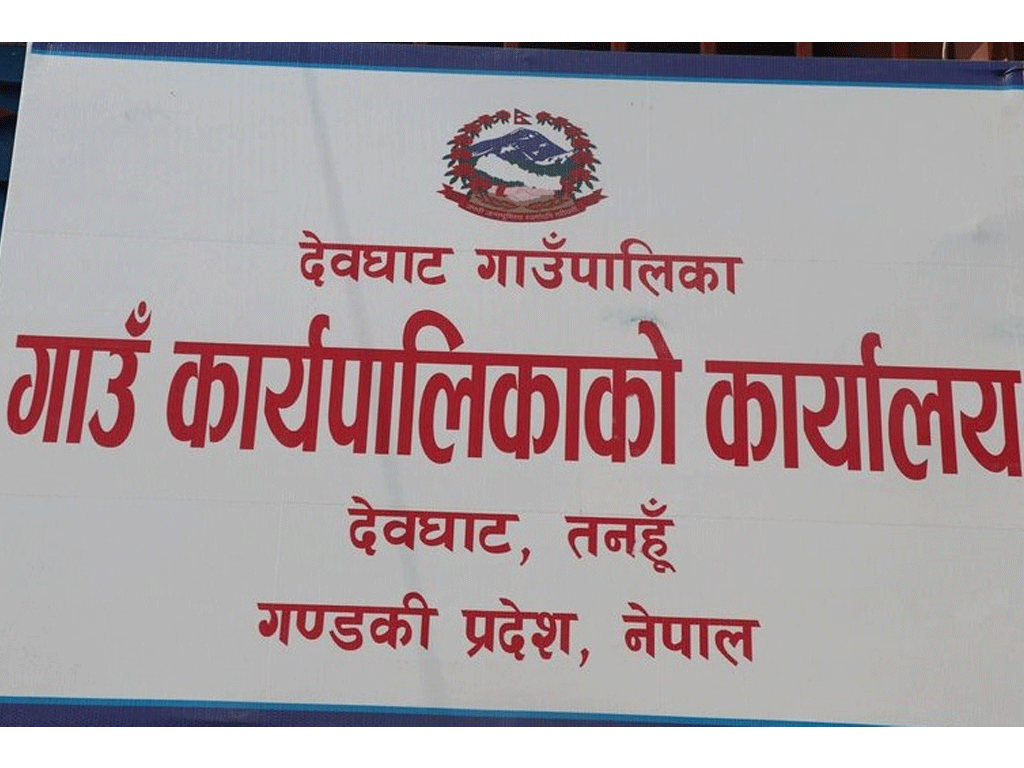 देवघाट गाउँपालिका
गाउँ कार्यपालिकाको कार्यालय
देवघाट, तनहूँ
गण्डकी प्रदेश, नेपाल